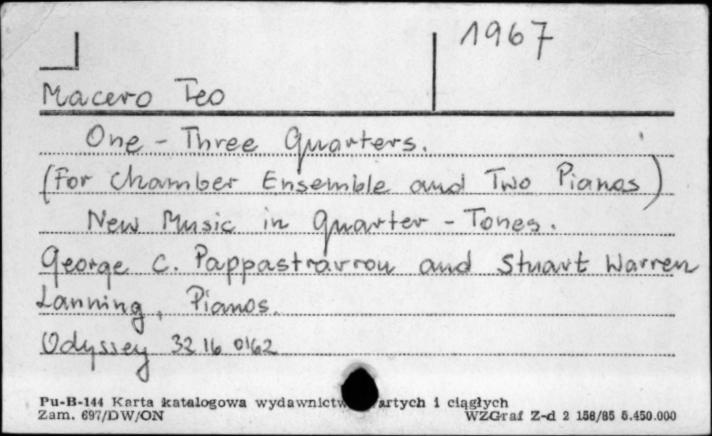 1967
Macero Teo
One - Three Quarters.
(For Chamber Ensemble and Two Pianos)
New Music in Quarter - Tones.
George C. Pappastavrou and Stuart Warren
Lanning, Pianos.
Odyssey 32 16 0162
Pu-B-144 Karta katalogowa wydawnictw artych i ciągłych
Zam. 697/DW/ON WZGraf Z-d 2 158/85 5.450.000